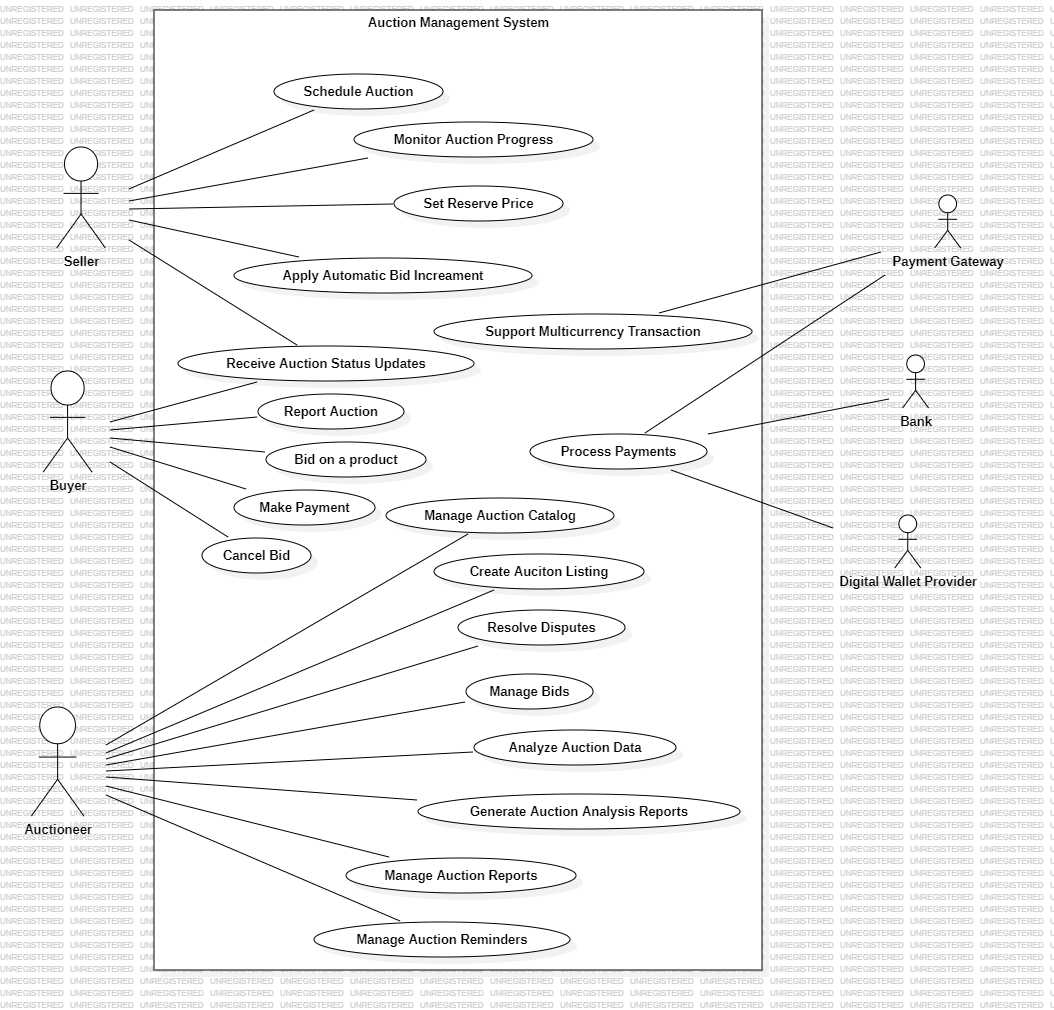 Auction Management System
Schedule Auction
Monitor Auction Progress
Set Reserve Price
Seller
Payment Gateway
Apply Automatic Bid Increament
Support Multicurrency Transaction
Receive Auction Status Updates
Report Auction
Bank
Process Payments
Bid on a product
Buyer
Make Payment
Manage Auction Catalog
Cancel Bid
Create Auciton Listing
Digital Wallet Provider
Resolve Disputes
Manage Bids
Analyze Auction Data
Generate Auction Analysis Reports
Auctioneer
Manage Auction Reports
Manage Auction Reminders
UNREGISTERED